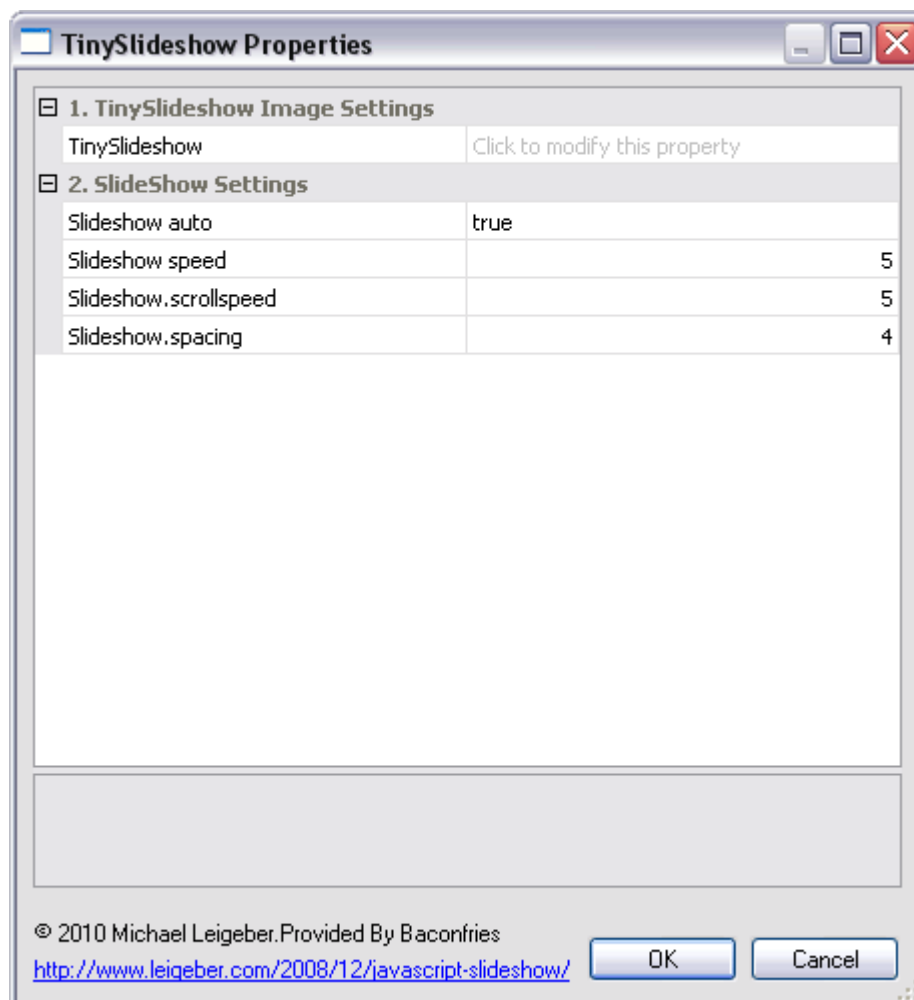 TinySlideshow Properties
1. TinySlideshow Image Settings
TinySlideshow Click to modify this property
2. SlideShow Settings
Slideshow auto true
Slideshow speed 5
Slideshow.scrollspeed 5
Slideshow.spacing 4
© 2010 Michael Leigeber.Provided By Baconfries
http://www.leigeber.com/2008/12/javascript-slideshow/
OK Cancel